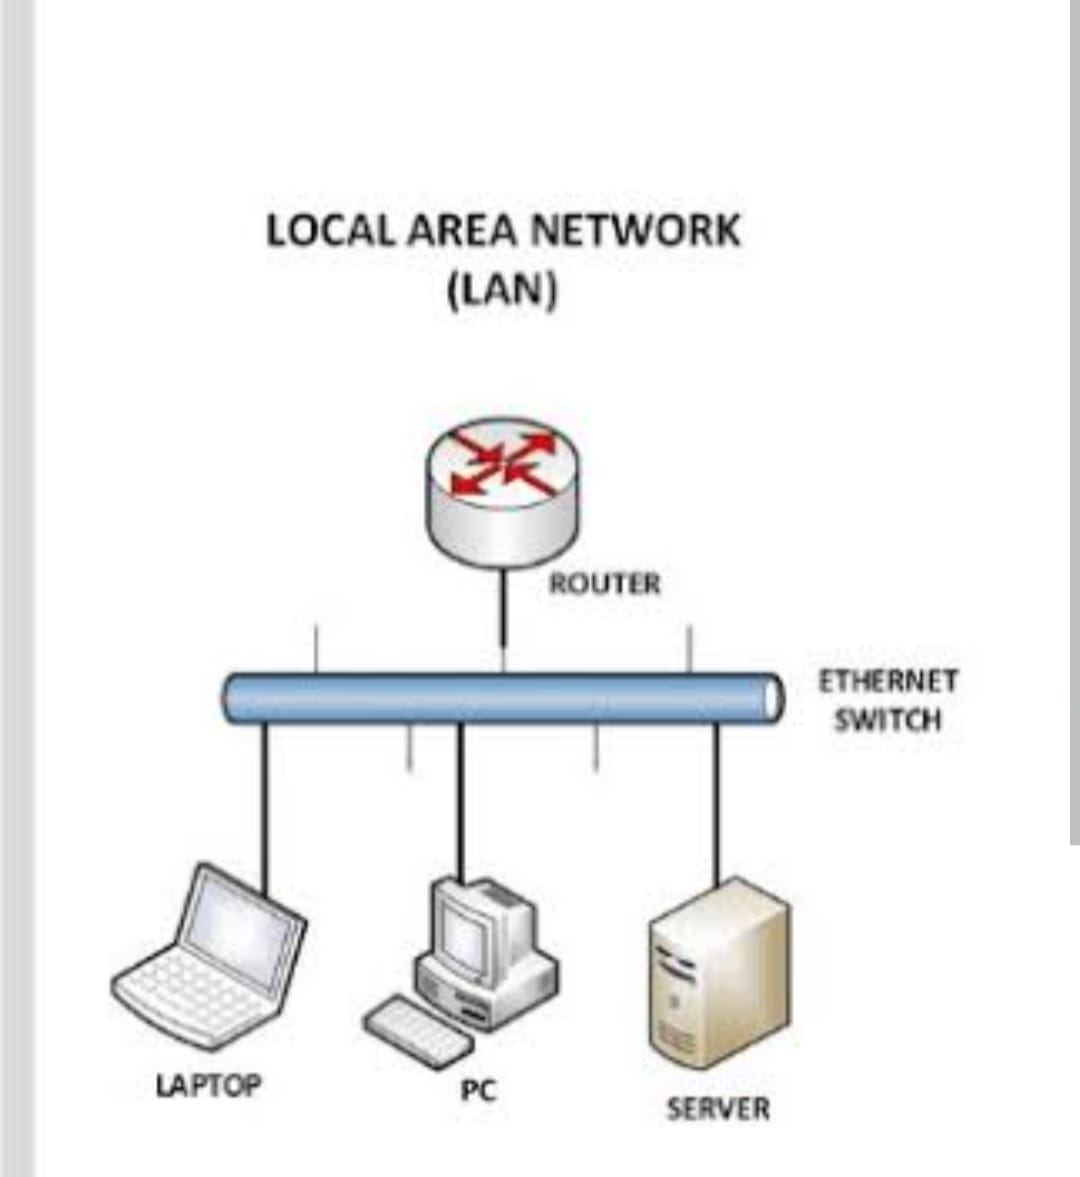 LOCAL AREA NETWORK
(LAN)
ROUTER
ETHERNET
SWITCH
LAPTOP
PC
SERVER